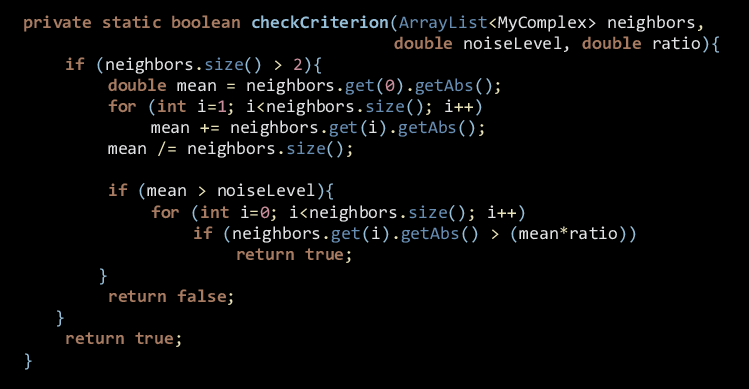 private static boolean checkCriterion(ArrayList<MyComplex> neighbors,
double noiseLevel, double ratio){
if (neighbors.size() > 2){
double mean = neighbors.get(0).getAbs();
for (int i=1; i<neighbors.size(); i++)
mean += neighbors.get(i).getAbs();
mean /= neighbors.size();
if (mean > noiseLevel){
for (int i=0; i<neighbors.size(); i++)
if (neighbors.get(i).getAbs() > (mean*ratio))
return true;
}
return false;
}
return true;
}